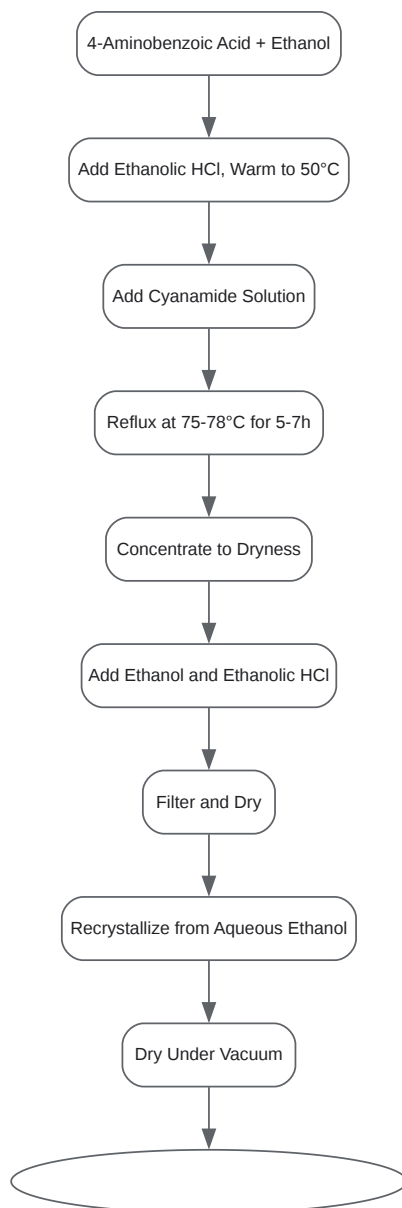 4-Aminobenzoic Acid + Ethanol
Add Ethanolic HCl, Warm to 50°C
Add Cyanamide Solution
Reflux at 75-78°C for 5-7h
Concentrate to Dryness
Add Ethanol and Ethanolic HCl
Filter and Dry
Recrystallize from Aqueous Ethanol
Dry Under Vacuum